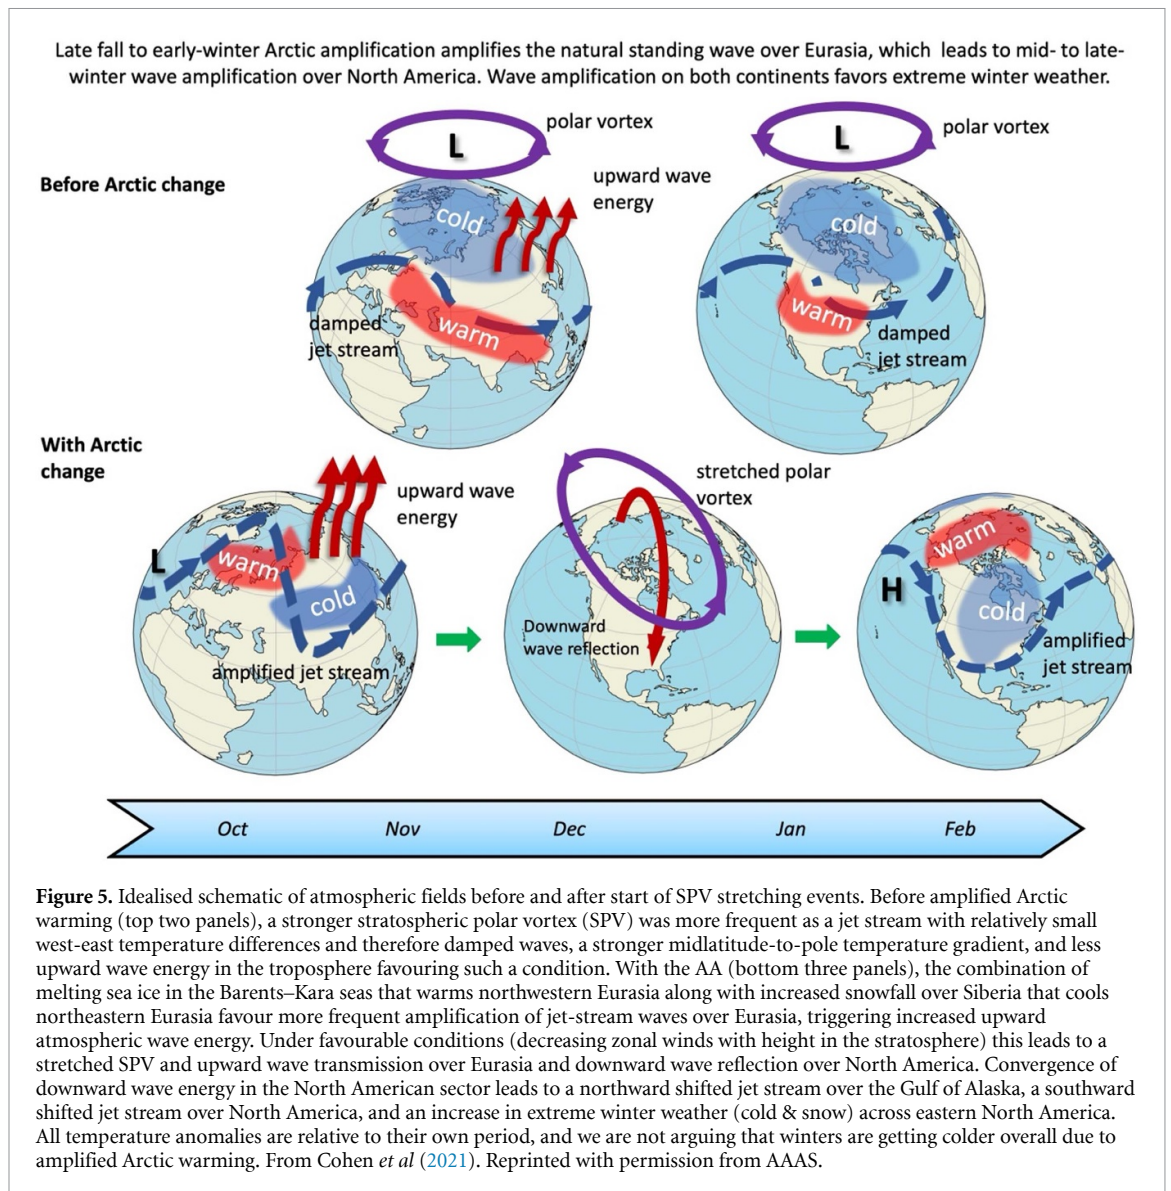 Late fall to early-winter Arctic amplification amplifies the natural standing wave over Eurasia, which leads to mid- to late-
winter wave amplification over North America. Wave amplification on both continents favors extreme winter weather.
Before Arctic change
L
polar vortex
upward wave
energy
cold
warm
damped
jet stream
L
polar vortex
cold
warm
damped
jet stream
With Arctic
change
L
warm
cold
upward wave
energy
amplified jet stream
stretched polar
vortex
Downward
wave reflection
H
warm
cold
amplified
jet stream
Oct
Nov
Dec
Jan
Feb
Figure 5. Idealised schematic of atmospheric fields before and after start of SPV stretching events. Before amplified Arctic
warming (top two panels), a stronger stratospheric polar vortex (SPV) was more frequent as a jet stream with relatively small
west-east temperature differences and therefore damped waves, a stronger midlatitude-to-pole temperature gradient, and less
upward wave energy in the troposphere favouring such a condition. With the AA (bottom three panels), the combination of
melting sea ice in the Barents–Kara seas that warms northwestern Eurasia along with increased snowfall over Siberia that cools
northeastern Eurasia favour more frequent amplification of jet-stream waves over Eurasia, triggering increased upward
atmospheric wave energy. Under favourable conditions (decreasing zonal winds with height in the stratosphere) this leads to a
stretched SPV and upward wave transmission over Eurasia and downward wave reflection over North America. Convergence of
downward wave energy in the North American sector leads to a northward shifted jet stream over the Gulf of Alaska, a southward
shifted jet stream over North America, and an increase in extreme winter weather (cold & snow) across eastern North America.
All temperature anomalies are relative to their own period, and we are not arguing that winters are getting colder overall due to
amplified Arctic warming. From Cohen et al (2021). Reprinted with permission from AAAS.